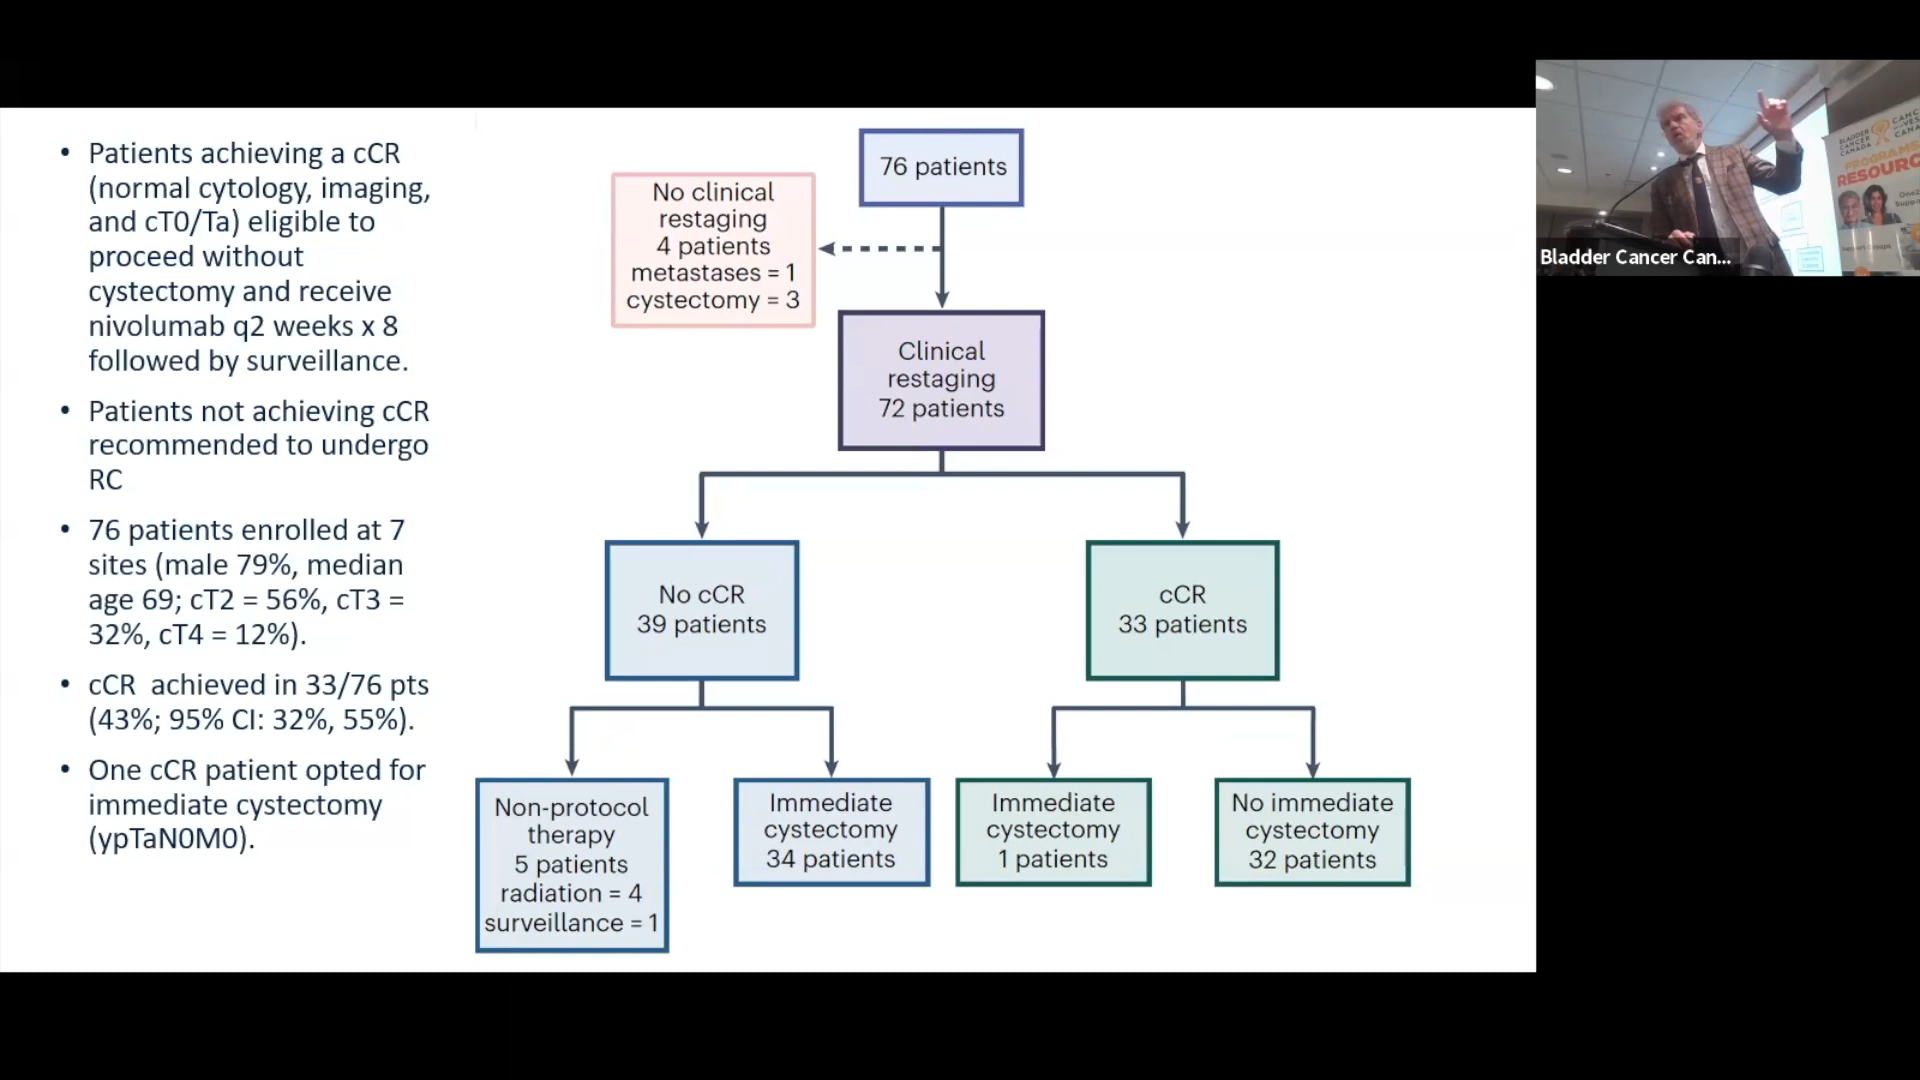 • Patients achieving a cCR
(normal cytology, imaging,
and cT0/Ta) eligible to
proceed without
cystectomy and receive
nivolumab q2 weeks x 8
followed by surveillance.
• Patients not achieving cCR
recommended to undergo
RC
• 76 patients enrolled at 7
sites (male 79%, median
age 69; cT2 = 56%, cT3 =
32%, cT4 = 12%).
• cCR achieved in 33/76 pts
(43%; 95% CI: 32%, 55%).
• One cCR patient opted for
immediate cystectomy
(ypTaN0M0).
76 patients
No clinical
restaging
4 patients
metastases = 1
cystectomy = 3
Clinical
restaging
72 patients
No cCR
39 patients
cCR
33 patients
Non-protocol
therapy
5 patients
radiation = 4
surveillance = 1
Immediate
cystectomy
34 patients
Immediate
cystectomy
1 patients
No immediate
cystectomy
32 patients
BLADDER
CANCER
CANADA
PROGRAMS
RESOURC
Bladder Cancer Can...